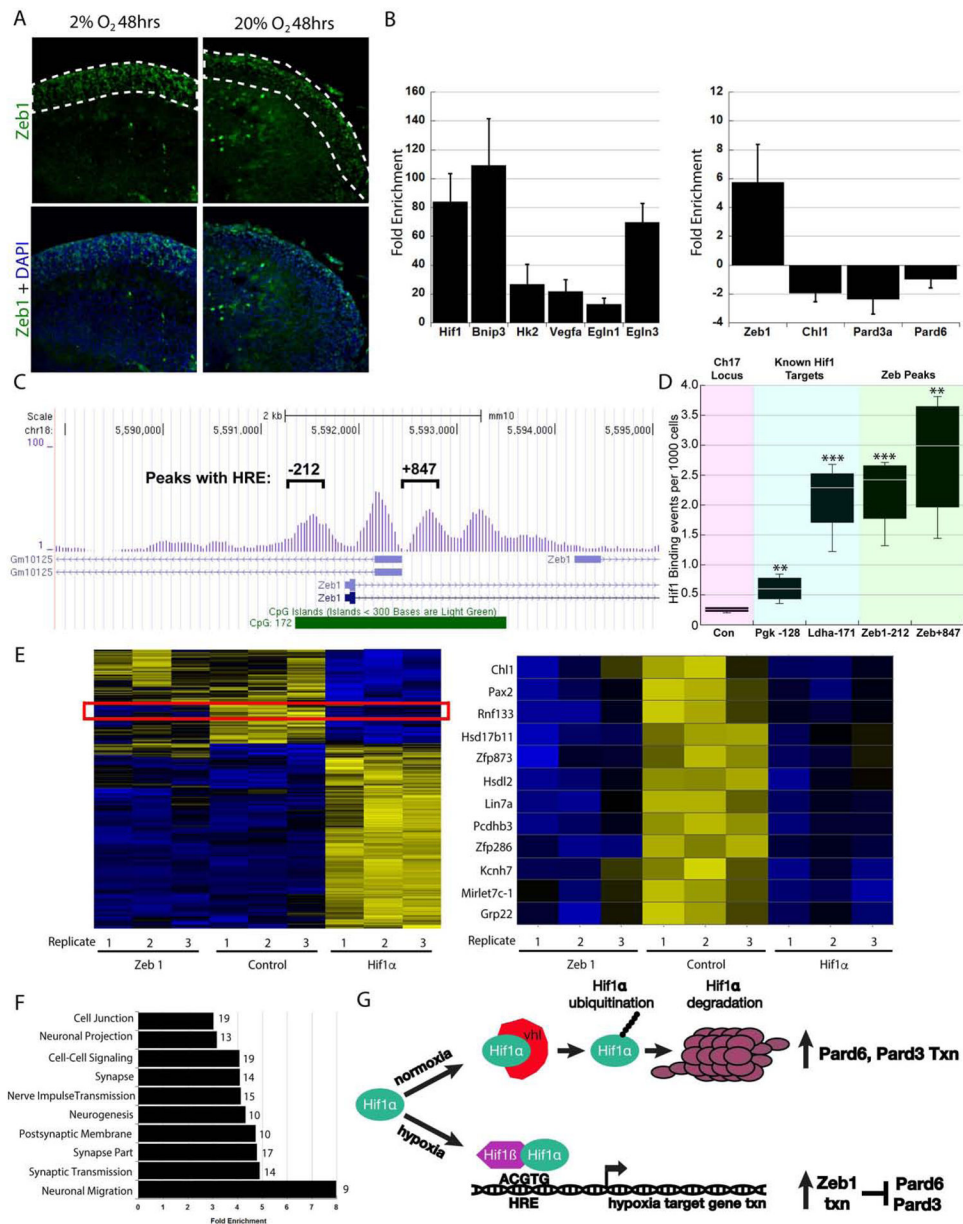 A
2% O2 48hrs
20% O2 48hrs
Zeb1
Zeb1 + DAPI
B
Fold Enrichment
160
140
120
100
80
60
40
20
0
Hif1 Bnip3 Hk2 Vegfa Egln1 Egln3
Fold Enrichment
12
10
8
6
4
2
0
-2
-4
Zeb1 Chl1 Pard3a Pard6
C
Scale
2 kb
mm10
chr18:
5,590,000
5,591,000
5,592,000
5,593,000
5,594,000
5,595,000
100
Peaks with HRE:
-212
+847
1
Gm10125
Gm10125
Zeb1
Zeb1
Zeb1
CpG Islands (Islands < 300 Bases are Light Green)
CpG: 172
D
Ch17 Locus
Known Hif1 Targets
Zeb Peaks
Hif1 Binding events per 1000 cells
4.0
3.5
3.0
2.5
2.0
1.5
1.0
0.5
0
**
***
***
**
Con Pgk -128 Ldha-171 Zeb1-212 Zeb+847
E
Replicate 1 2 3 1 2 3 1 2 3
Zeb 1 Control Hif1α
Chl1
Pax2
Rnf133
Hsd17b11
Zfp873
Hsdl2
Lin7a
Pcdhb3
Zfp286
Kcnh7
Mirlet7c-1
Grp22
Replicate 1 2 3 1 2 3 1 2 3
Zeb 1 Control Hif1α
F
Cell Junction 19
Neuronal Projection 13
Cell-Cell Signaling 19
Synapse 14
Nerve ImpulseTransmission 15
Neurogenesis 10
Postsynaptic Membrane 10
Synapse Part 17
Synaptic Transmission 14
Neuronal Migration 9
0 1 2 3 4 5 6 7 8
Fold Enrichment
G
Hif1α
normoxia
hypoxia
Hif1α
vhl
Hif1α ubiquitination
Hif1α
Hif1α degradation
Pard6, Pard3 Txn
Hif1ß
Hif1α
ACGTG
HRE
hypoxia target gene txn
Zeb1 txn
Pard6
Pard3